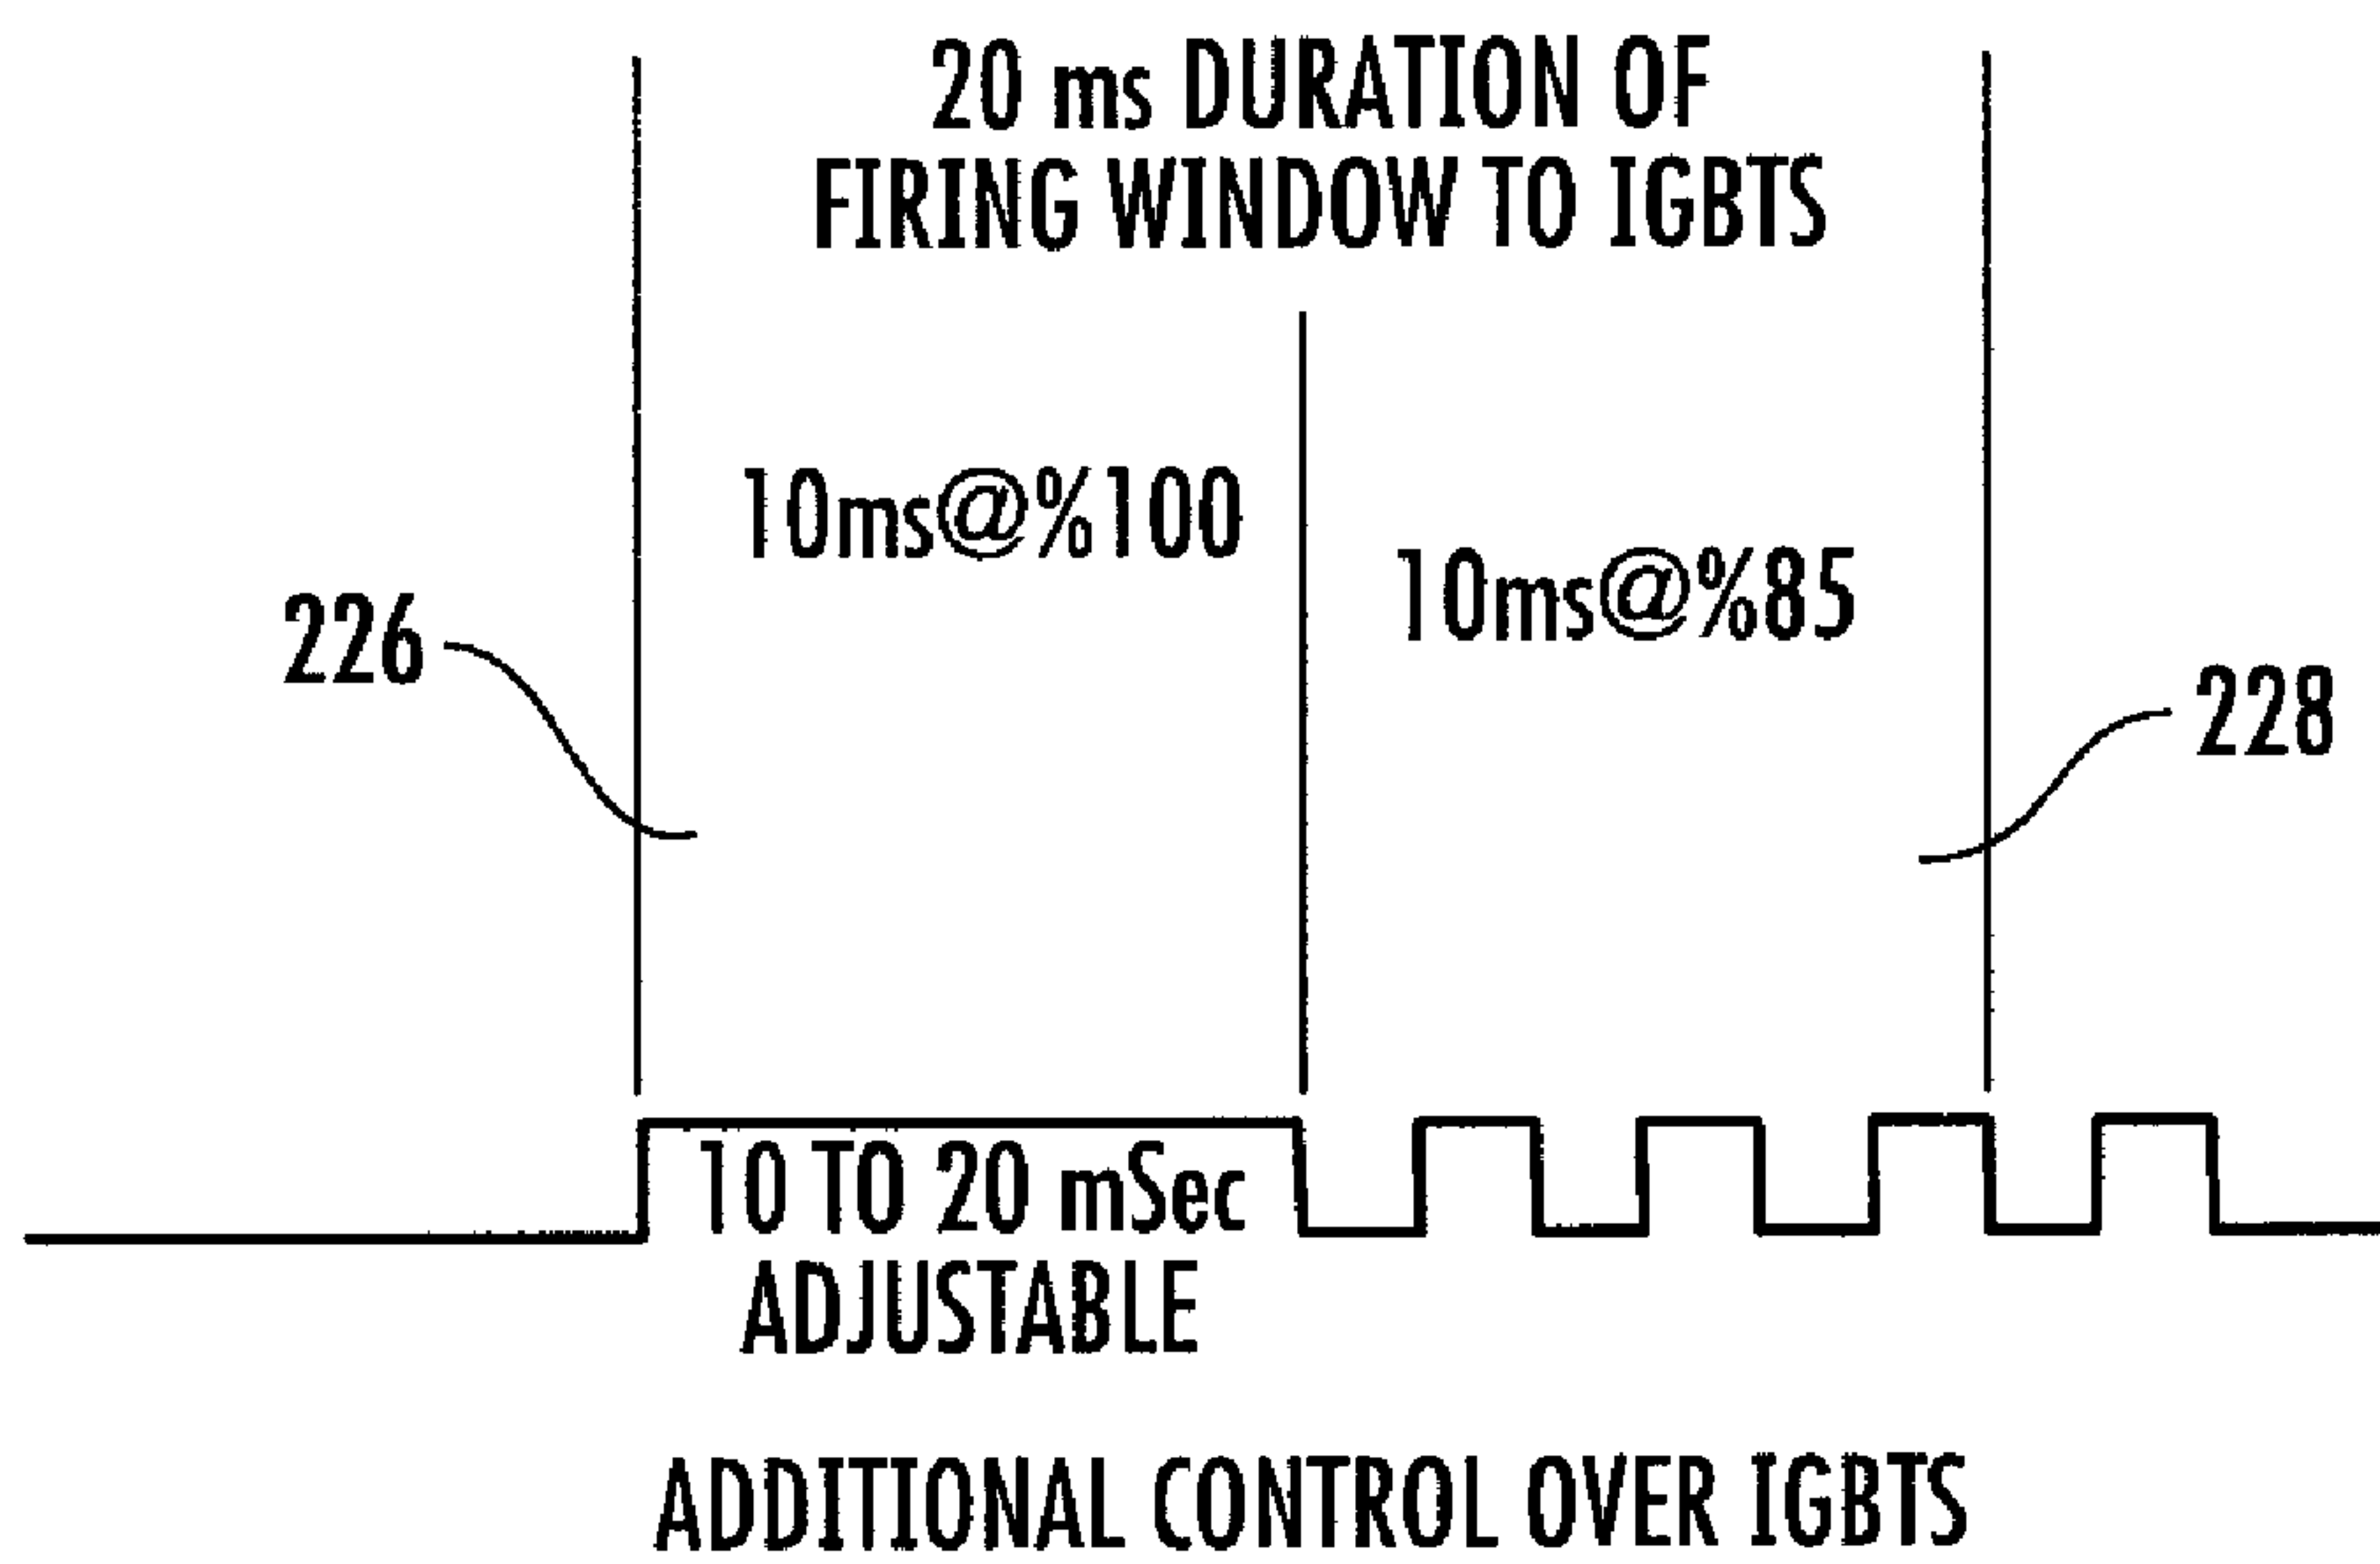 20 ms DURATION OF
FIRING WINDOW TO IGBTS
10ms@%100
10ms@%85
226
228
10 TO 20 mSec
ADJUSTABLE
ADDITIONAL CONTROL OVER IGBTS